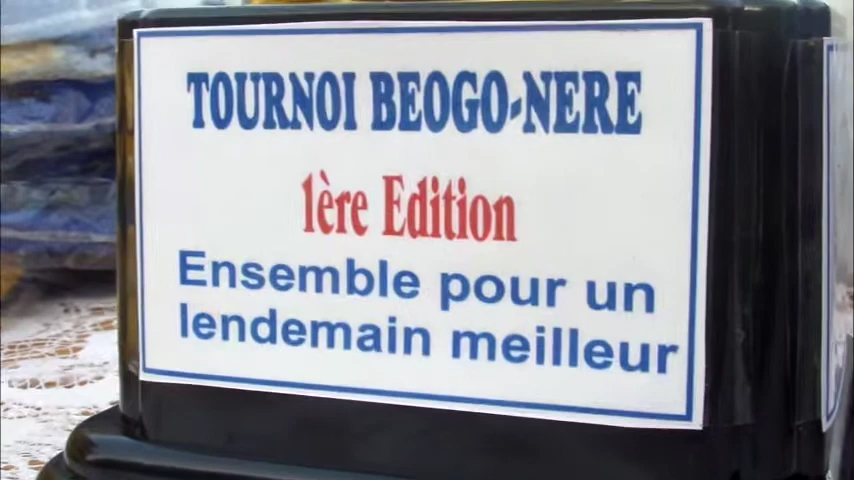 TOURNOI BEOGO-NERE
1ère Edition
Ensemble pour un
lendemain meilleur